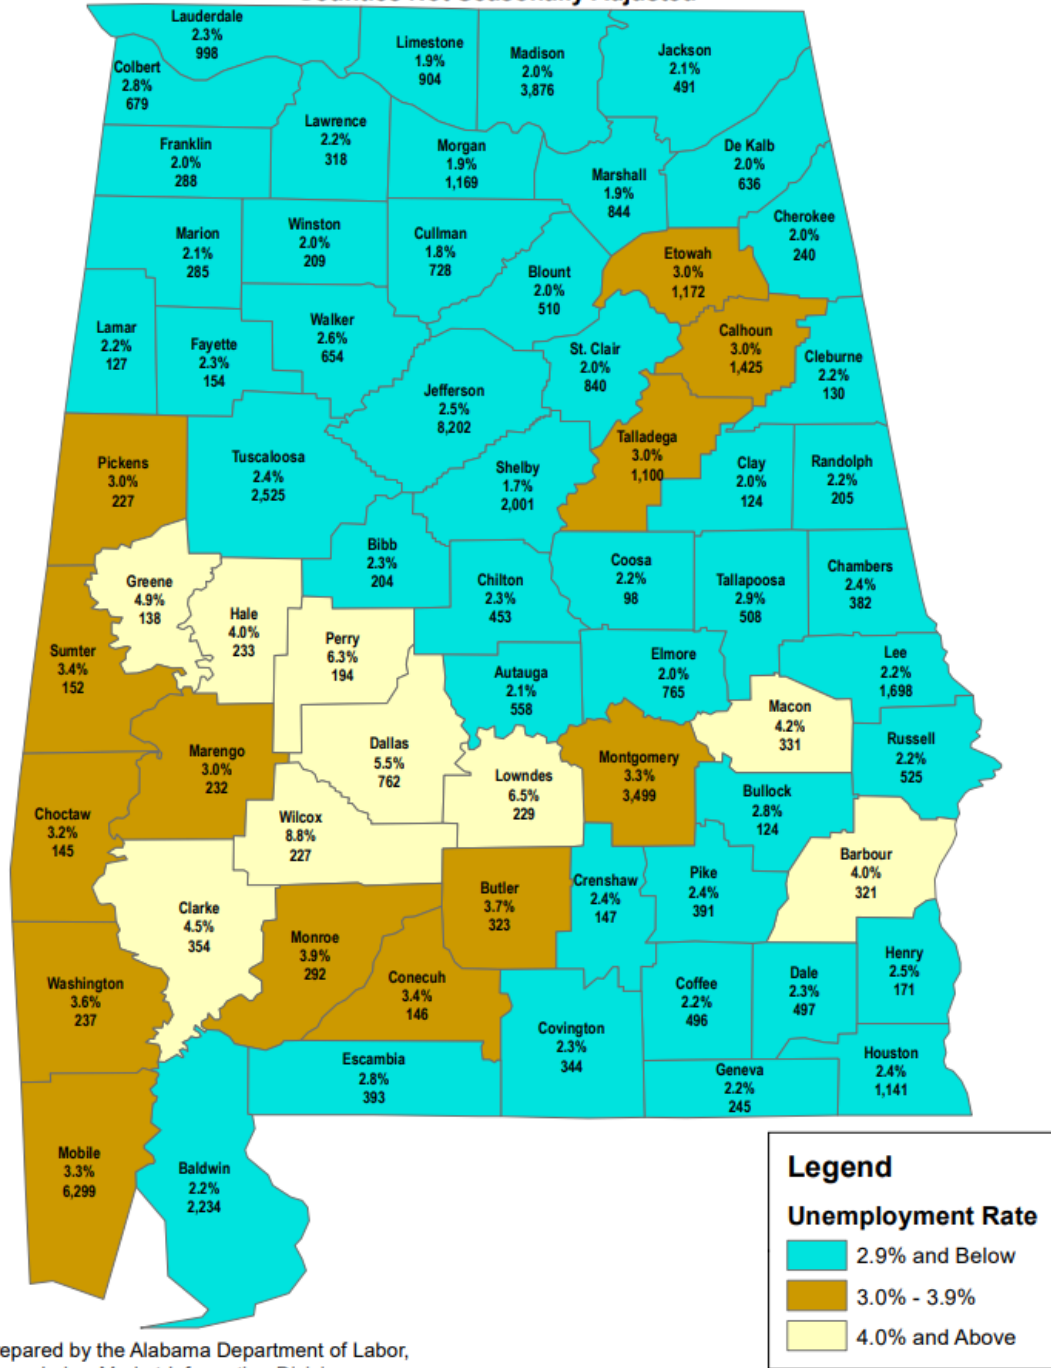 Lauderdale
2.3%
998
Limestone
1.9%
904
Madison
2.0%
3,876
Jackson
2.1%
491
Colbert
2.8%
679
Lawrence
2.2%
318
Franklin
2.0%
288
Morgan
1.9%
1,169
De Kalb
2.0%
636
Marshall
1.9%
844
Cherokee
2.0%
240
Marion
2.1%
285
Winston
2.0%
209
Cullman
1.8%
728
Etowah
3.0%
1,172
Blount
2.0%
510
Lamar
2.2%
127
Fayette
2.3%
154
Walker
2.6%
654
St. Clair
2.0%
840
Calhoun
3.0%
1,425
Cleburne
2.2%
130
Jefferson
2.5%
8,202
Talladega
3.0%
1,100
Pickens
3.0%
227
Tuscaloosa
2.4%
2,525
Shelby
1.7%
2,001
Clay
2.0%
124
Randolph
2.2%
205
Bibb
2.3%
204
Coosa
2.2%
98
Tallapoosa
2.9%
508
Chambers
2.4%
382
Greene
4.9%
138
Hale
4.0%
233
Chilton
2.3%
453
Perry
6.3%
194
Sumter
3.4%
152
Autauga
2.1%
558
Elmore
2.0%
765
Lee
2.2%
1,698
Macon
4.2%
331
Marengo
3.0%
232
Dallas
5.5%
762
Montgomery
3.3%
3,499
Russell
2.2%
525
Lowndes
6.5%
229
Bullock
2.8%
124
Choctaw
3.2%
145
Wilcox
8.8%
227
Barbour
4.0%
321
Clarke
4.5%
354
Butler
3.7%
323
Crenshaw
2.4%
147
Pike
2.4%
391
Monroe
3.9%
292
Conecuh
3.4%
146
Henry
2.5%
171
Washington
3.6%
237
Coffee
2.2%
496
Dale
2.3%
497
Covington
2.3%
344
Escambia
2.8%
393
Geneva
2.2%
245
Houston
2.4%
1,141
Mobile
3.3%
6,299
Baldwin
2.2%
2,234
Legend
Unemployment Rate
2.9% and Below
3.0% - 3.9%
4.0% and Above
epared by the Alabama Department of Labor,